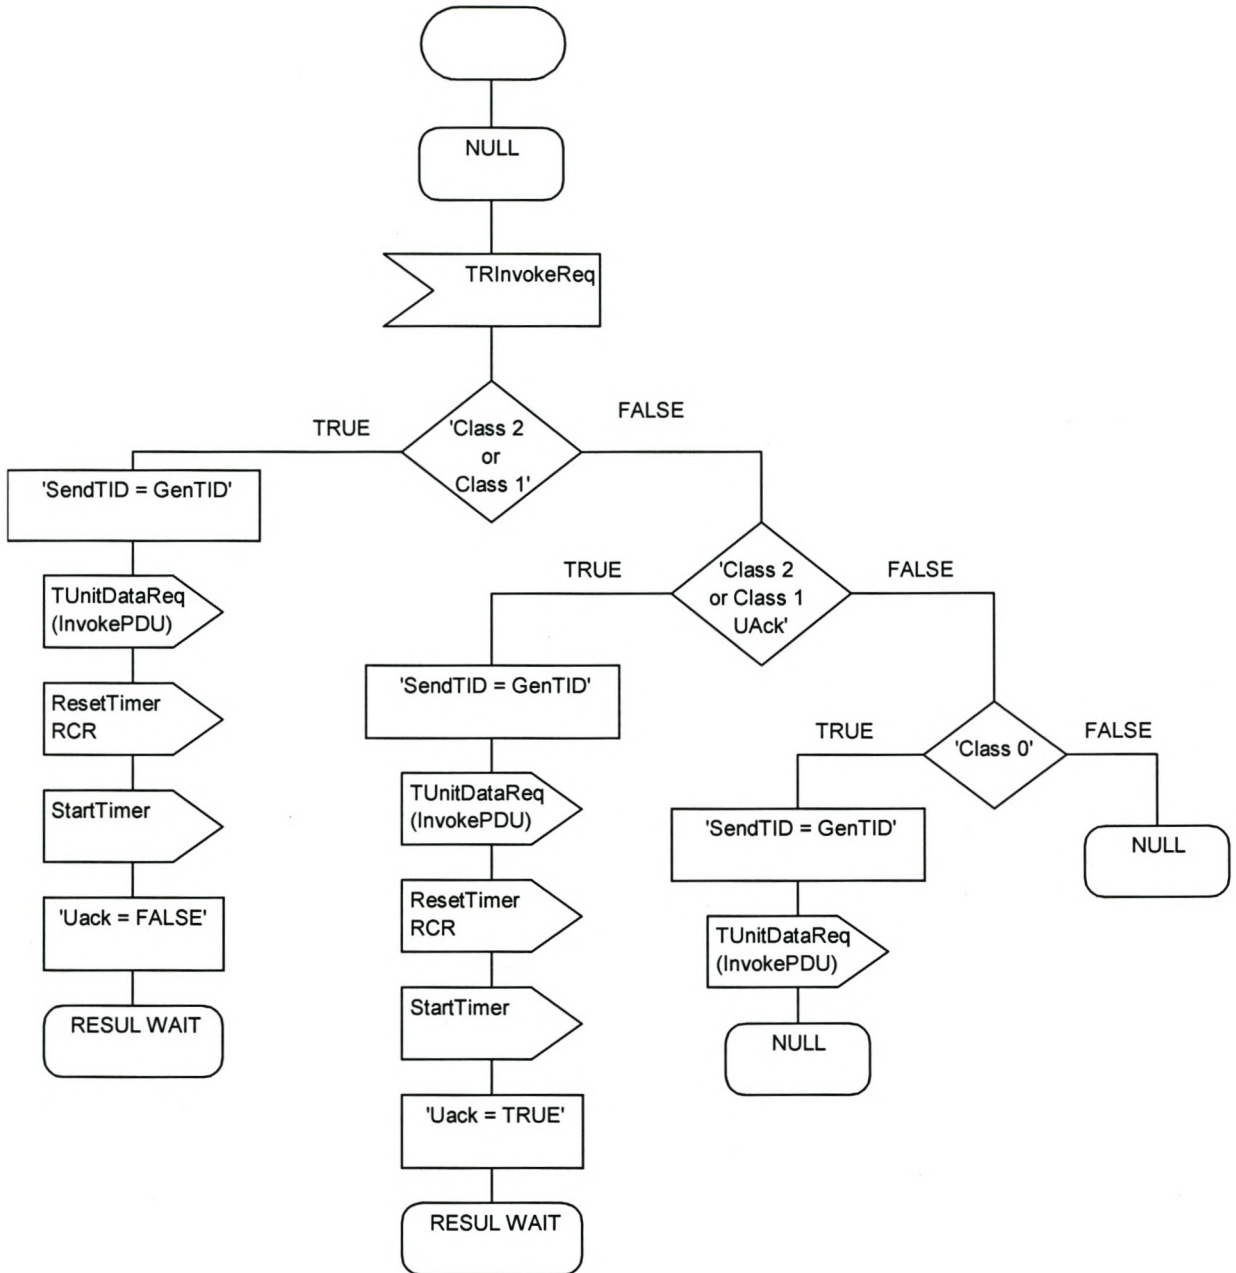 NULL
TRInvokeReq
TRUE
'Class 2
or
Class 1'
FALSE
'SendTID = GenTID'
TUnitDataReq
(InvokePDU)
ResetTimer
RCR
StartTimer
'Uack = FALSE'
RESUL WAIT
TRUE
'Class 2
or Class 1
UAck'
FALSE
'SendTID = GenTID'
TUnitDataReq
(InvokePDU)
ResetTimer
RCR
StartTimer
'Uack = TRUE'
RESUL WAIT
TRUE
'Class 0'
FALSE
'SendTID = GenTID'
TUnitDataReq
(InvokePDU)
NULL
NULL